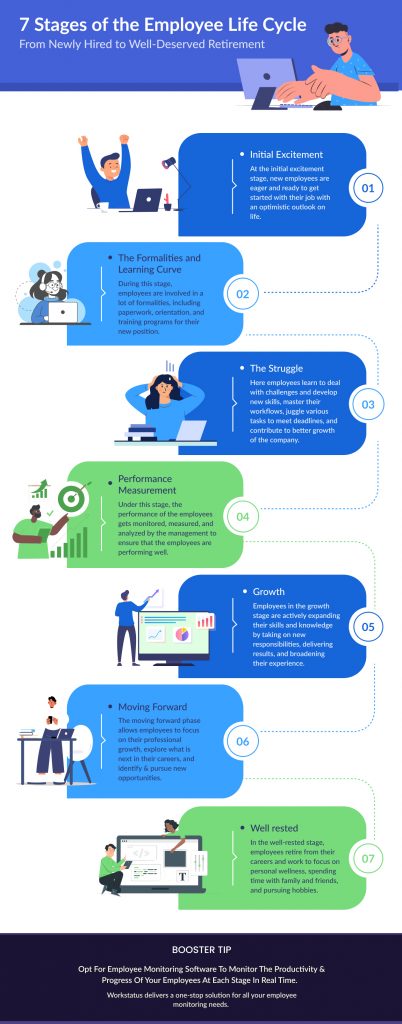 7 Stages of the Employee Life Cycle
From Newly Hired to Well-Deserved Retirement
Initial Excitement
At the initial excitement
stage, new employees are
eager and ready to get
started with their job with
an optimistic outlook on
life.
01
The Formalities and
Learning Curve
During this stage,
employees are involved in a
lot of formalities, including
paperwork, orientation, and
training programs for their
new position.
02
The Struggle
Here employees learn to deal
with challenges and develop
new skills, master their
workflows, juggle various
tasks to meet deadlines, and
contribute to better growth
of the company.
03
Performance
Measurement
Under this stage, the
performance of the employees
gets monitored, measured, and
analyzed by the management to
ensure that the employees are
performing well.
04
Growth
Employees in the growth
stage are actively expanding
their skills and knowledge
by taking on new
responsibilities, delivering
results, and broadening
their experience.
05
Moving Forward
The moving forward phase
allows employees to focus
on their professional
growth, explore what is
next in their careers, and
identify & pursue new
opportunities.
06
Well rested
In the well-rested stage,
employees retire from their
careers and work to focus on
personal wellness, spending
time with family and friends,
and pursuing hobbies.
07
</>
T
BOOSTER TIP
Opt For Employee Monitoring Software To Monitor The Productivity &
Progress Of Your Employees At Each Stage In Real Time.
Workstatus delivers a one-stop solution for all your employee
monitoring needs.